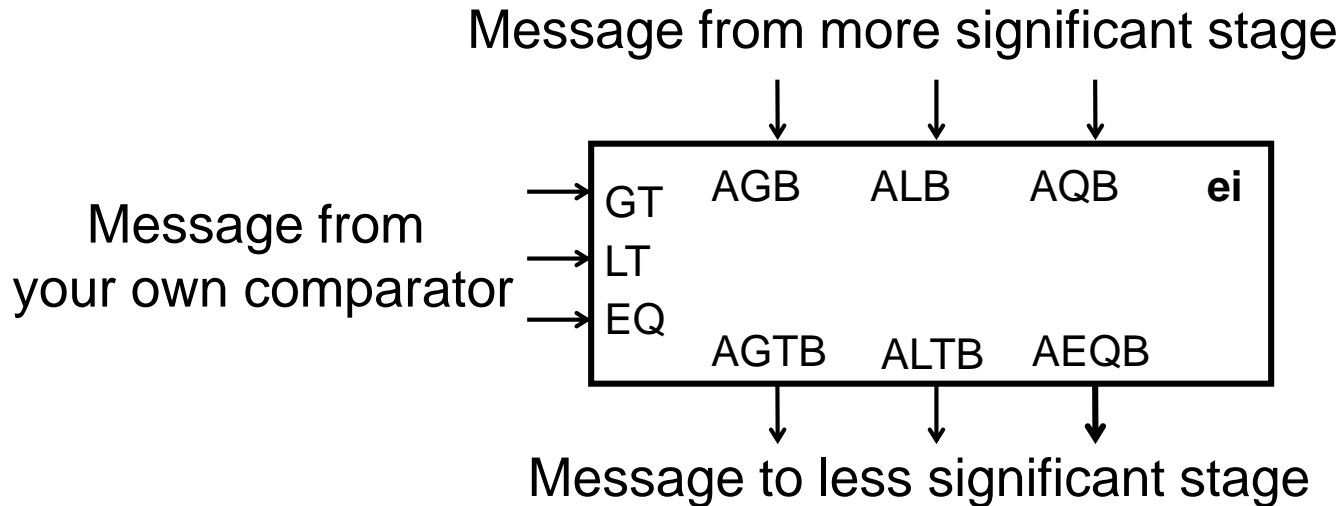 Message from more significant stage
AGB ALB AQB ei
GT
Message from
your own comparator
LT
EQ
AGTB ALTB AEQB
Message to less significant stage